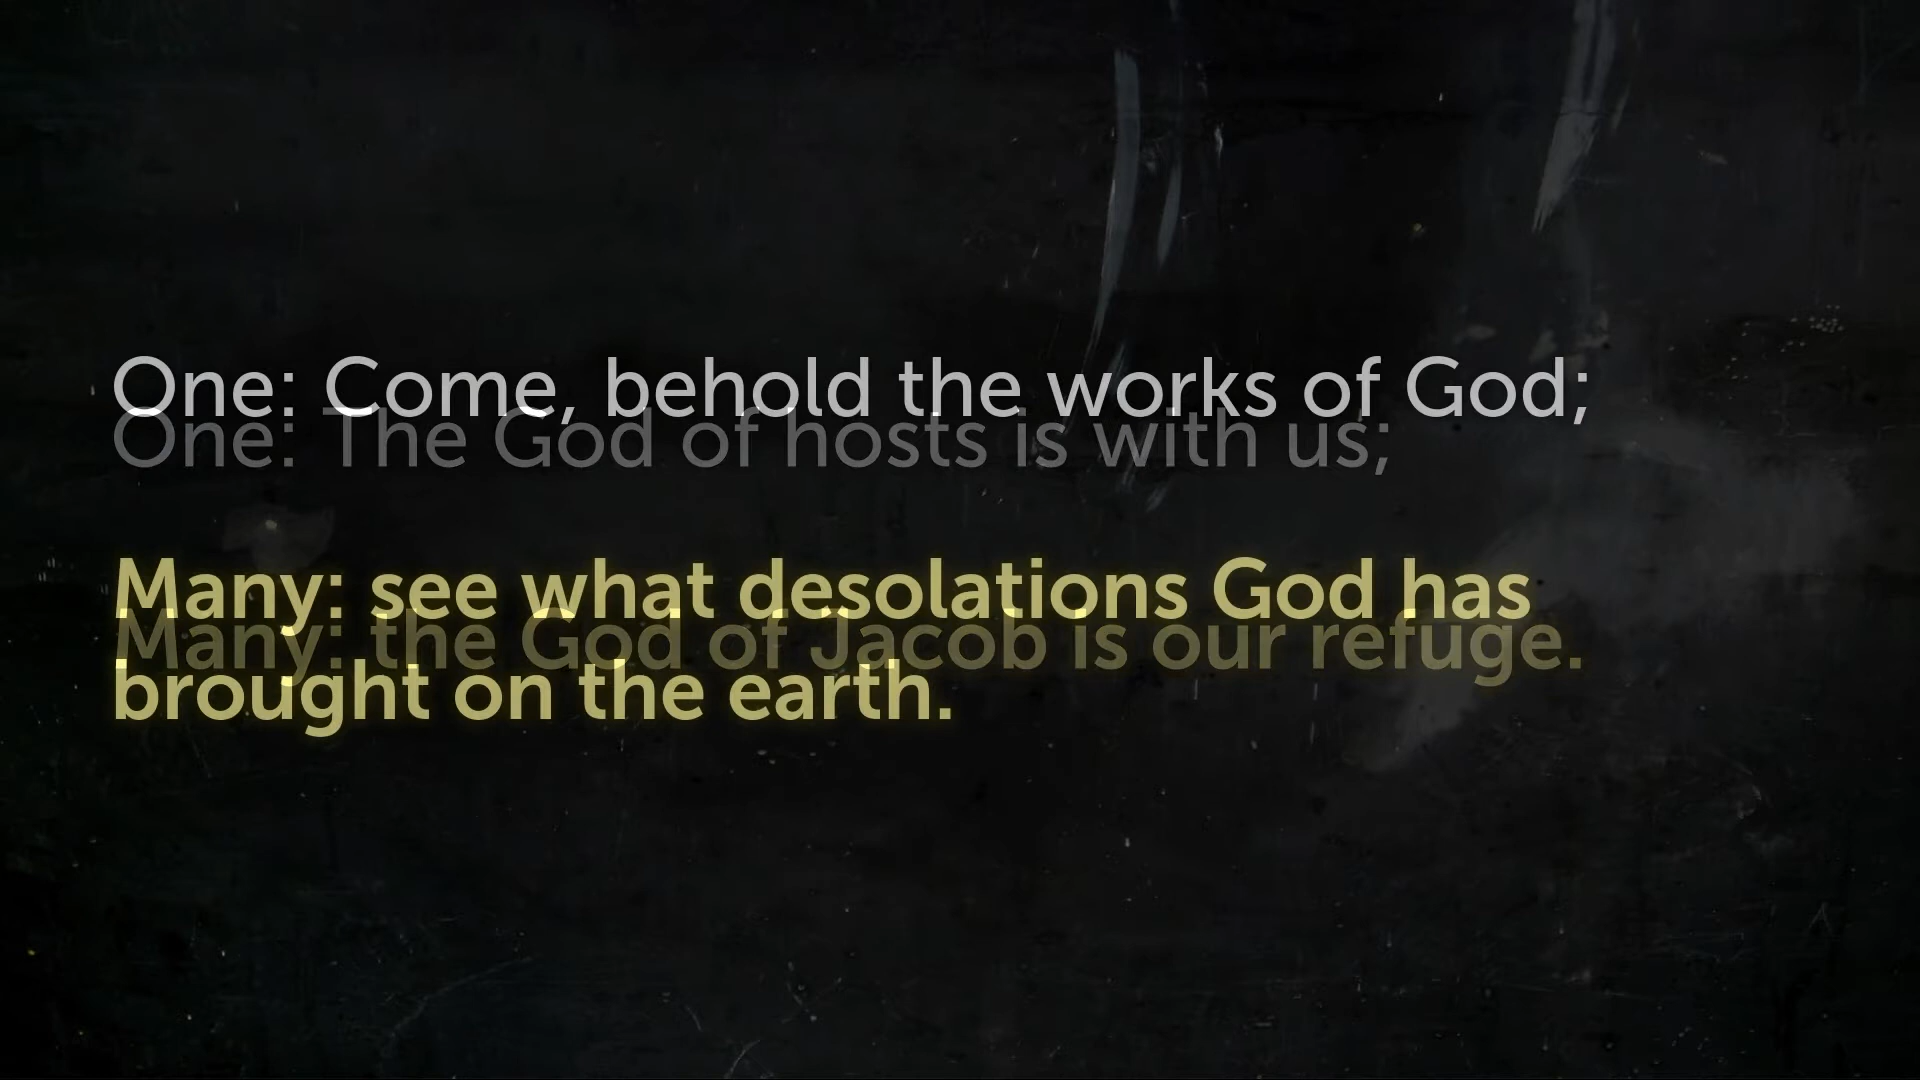 One: Come, behold the works of God;
One: The God of hosts is with us;
Many: see what desolations God has
Many: the God of Jacob is our refuge.
brought on the earth.